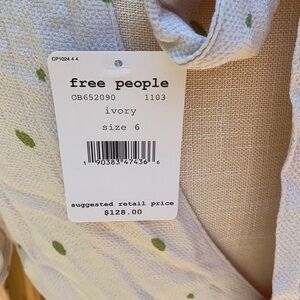 CP1024 4 4
free people
OB652090 1103
ivory
size 6
1 90383 47436 6
suggested retail price
$128.00